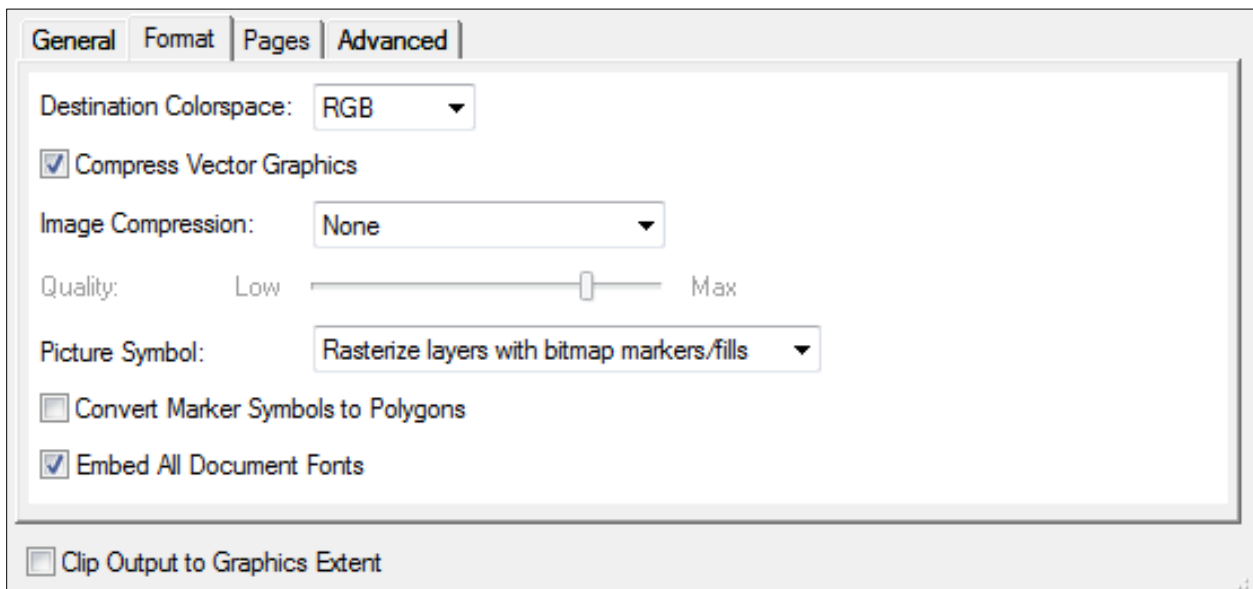 General Format Pages Advanced
Destination Colorspace: RGB
Compress Vector Graphics
Image Compression: None
Quality: Low Max
Picture Symbol: Rasterize layers with bitmap markers/fills
Convert Marker Symbols to Polygons
Embed All Document Fonts
Clip Output to Graphics Extent